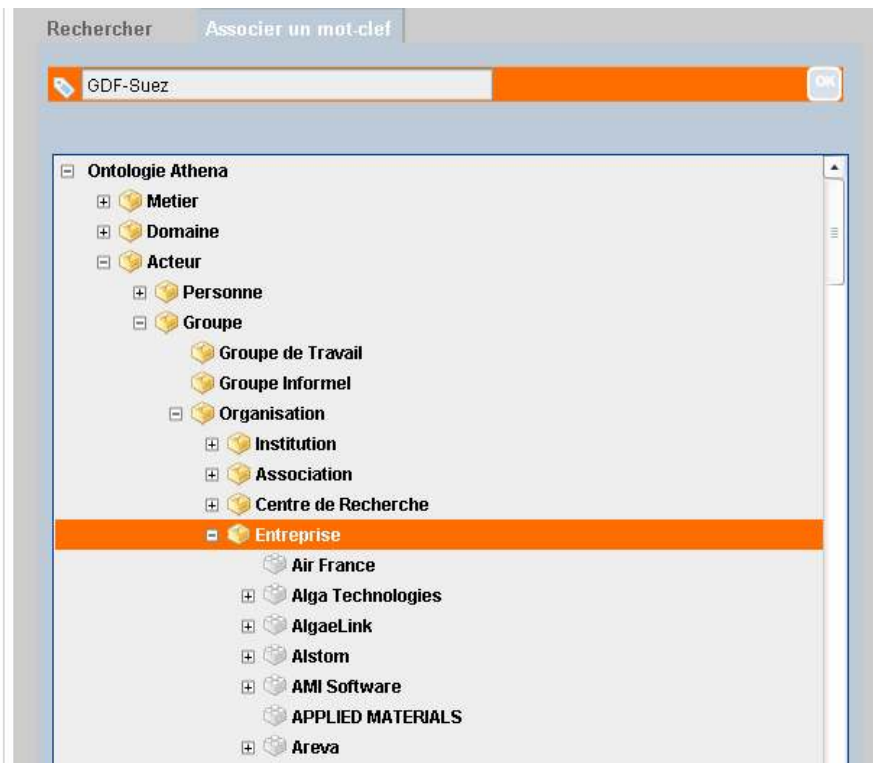 Rechercher Associer un mot-clef
GDF-Suez OK
Ontologie Athena
Metier
Domaine
Acteur
Personne
Groupe
Groupe de Travail
Groupe Informel
Organisation
Institution
Association
Centre de Recherche
Entreprise
Air France
Alga Technologies
AlgaeLink
Alstom
AMI Software
APPLIED MATERIALS
Areva